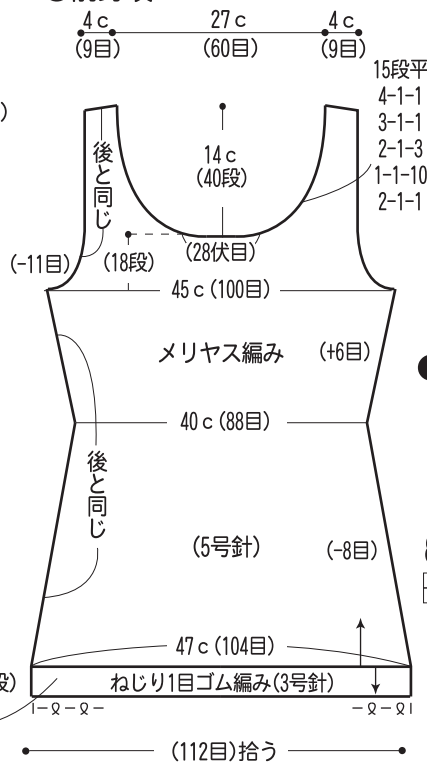 4c 27c 4c
(9目) (60目) (9目)
15段平
4-1-1
3-1-1
2-1-3
1-1-10
2-1-1
14c
(40段)
後と同じ
(28伏目)
(-11目) (18段)
45c (100目)
メリヤス編み (+6目)
40c (88目)
後と同じ
(5号針) (-8目)
47c (104目)
段)
ねじり1目ゴム編み(3号針)
(112目)拾う